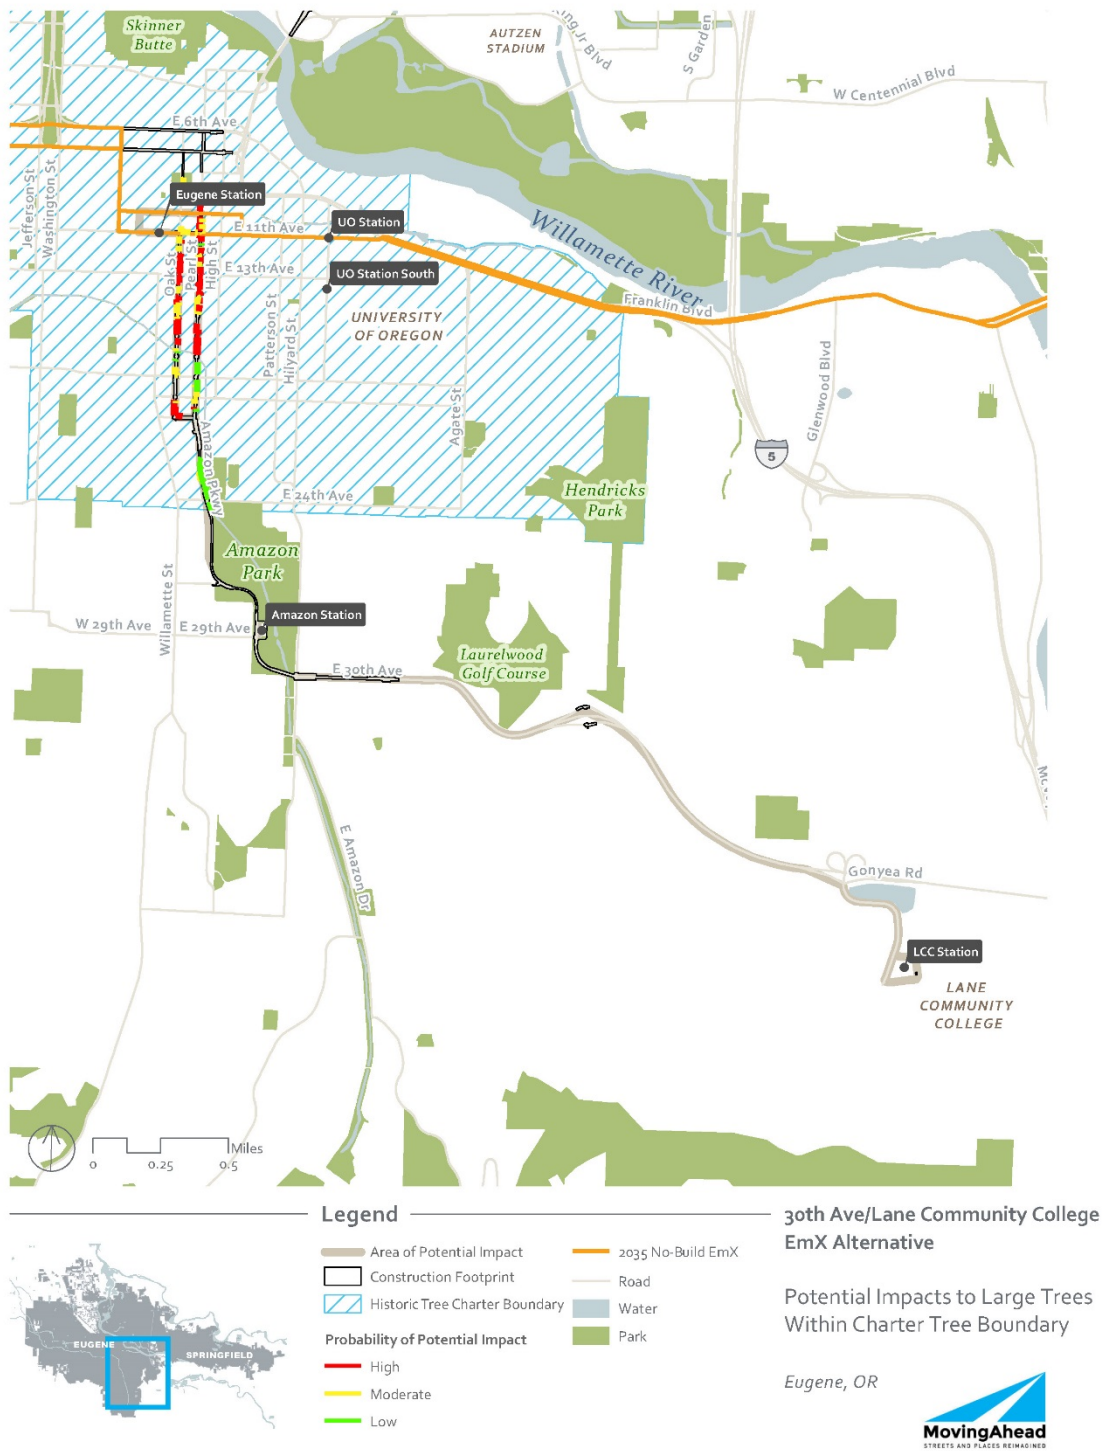 Skinner
Butte
AUTZEN
STADIUM
King Jr Blvd
S Garden
W Centennial Blvd
E 6th Ave
Jefferson St
Washington St
Eugene Station
E 11th Ave
UO Station
Willamette River
Oak St
Pearl St
High St
E 13th Ave
UO Station South
Franklin Blvd
UNIVERSITY
OF OREGON
Patterson St
Hilyard St
Glenwood Blvd
Agate St
Amazon Pkwy
5
E 24th Ave
Hendricks
Park
Amazon
Park
Willamette St
Amazon Station
W 29th Ave
E 29th Ave
E 30th Ave
Laurelwood
Golf Course
E Amazon Dr
Gonyea Rd
LCC Station
LANE
COMMUNITY
COLLEGE
Miles
0
0.25
0.5
Legend
Area of Potential Impact
Construction Footprint
Historic Tree Charter Boundary
Probability of Potential Impact
High
Moderate
Low
2035 No-Build EmX
Road
Water
Park
EUGENE
SPRINGFIELD
30th Ave/Lane Community College
EmX Alternative
Potential Impacts to Large Trees
Within Charter Tree Boundary
Eugene, OR
MovingAhead
STREETS AND PLACES REIMAGINED